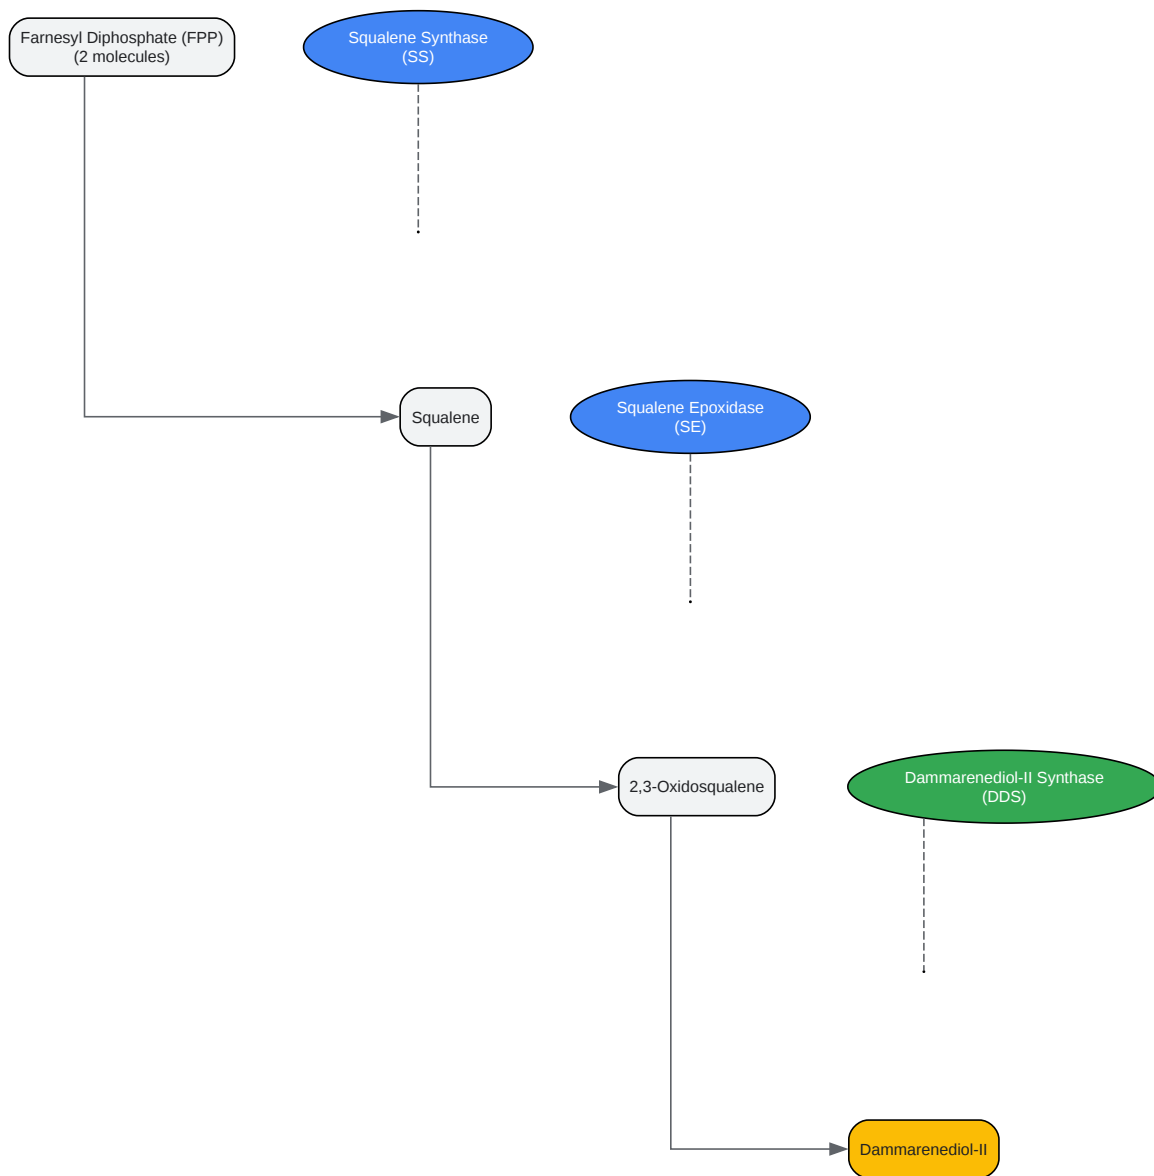 Farnesyl Diphosphate (FPP)
(2 molecules)
Squalene Synthase
(SS)
Squalene
Squalene Epoxidase
(SE)
2,3-Oxidosqualene
Dammarenediol-II Synthase
(DDS)
Dammarenediol-II